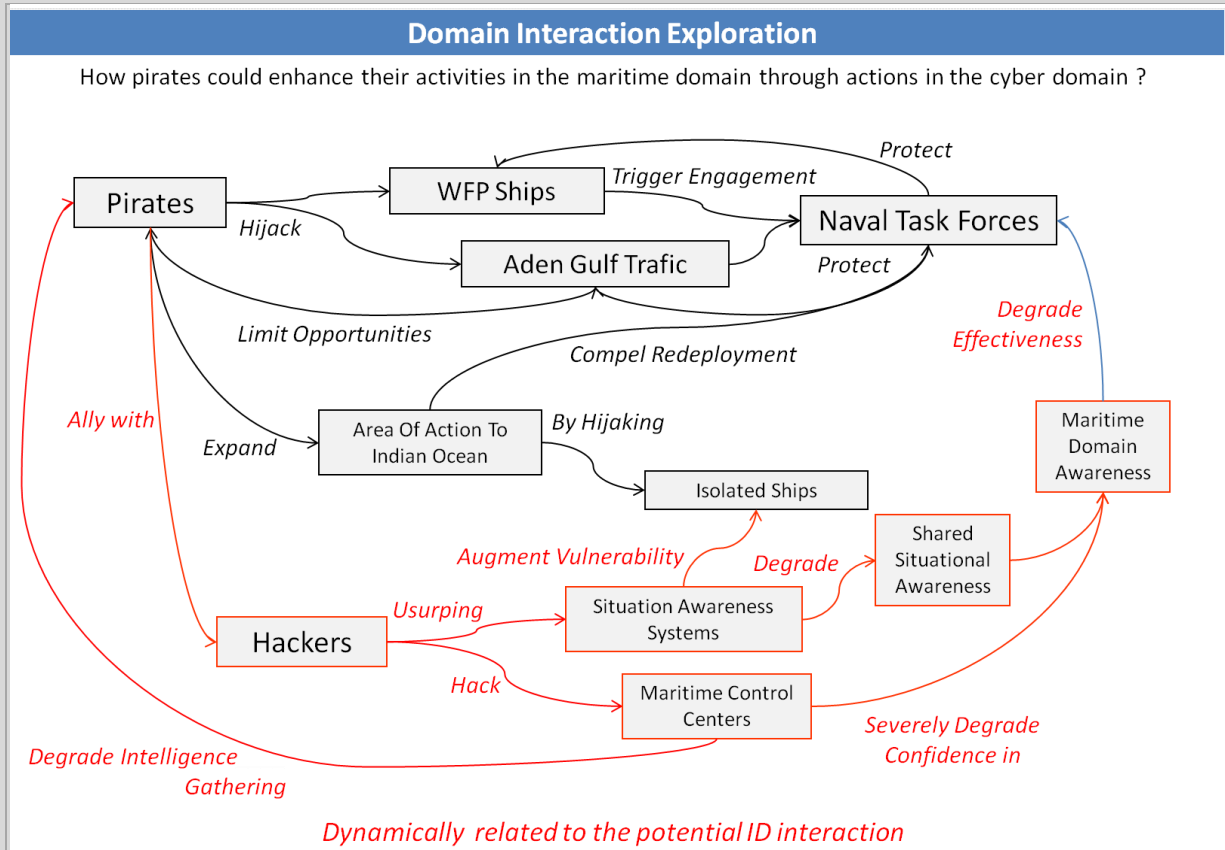 Domain Interaction Exploration
How pirates could enhance their activities in the maritime domain through actions in the cyber domain ?
Protect
Pirates
WFP Ships
Trigger Engagement
Naval Task Forces
Hijack
Aden Gulf Trafic
Protect
Limit Opportunities
Compel Redeployment
Degrade
Effectiveness
Ally with
Expand
Area Of Action To
Indian Ocean
By Hijaking
Maritime
Domain
Awareness
Isolated Ships
Augment Vulnerability
Degrade
Shared
Situational
Awareness
Usurping
Situation Awareness
Systems
Hackers
Hack
Maritime Control
Centers
Severely Degrade
Confidence in
Degrade Intelligence
Gathering
Dynamically related to the potential ID interaction